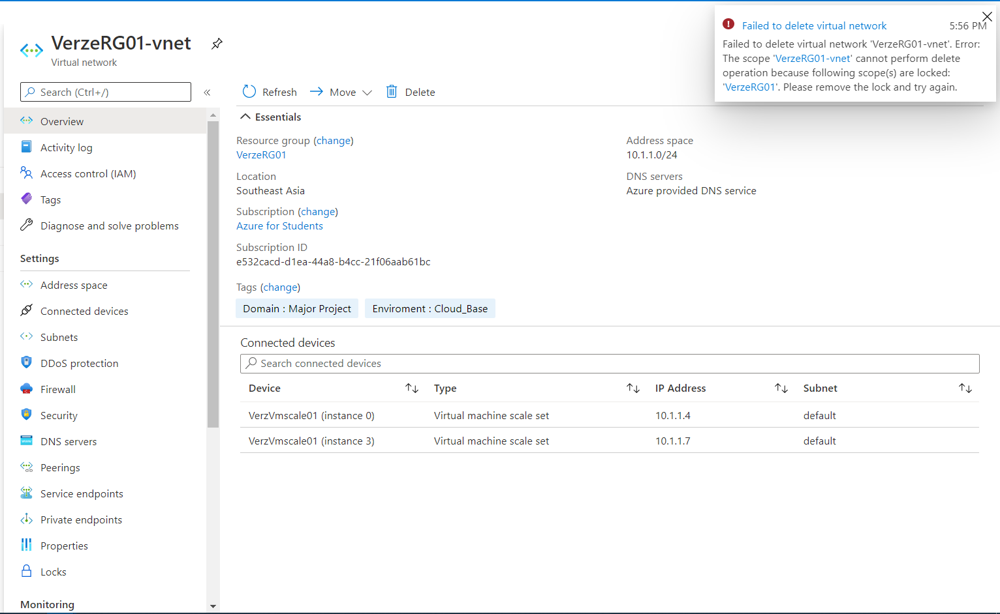 VerzeRG01-vnet
Virtual network
Failed to delete virtual network
5:56 PM
Failed to delete virtual network 'VerzeRG01-vnet'. Error:
The scope 'VerzeRG01-vnet' cannot perform delete
operation because following scope(s) are locked:
'VerzeRG01'. Please remove the lock and try again.
Search (Ctrl+/)
«
Overview
Activity log
Access control (IAM)
Tags
Diagnose and solve problems
Settings
Address space
Connected devices
Subnets
DDoS protection
Firewall
Security
DNS servers
Peerings
Service endpoints
Private endpoints
Properties
Locks
Monitoring
Refresh
Move
Delete
Essentials
Resource group (change)
VerzeRG01
Location
Southeast Asia
Subscription (change)
Azure for Students
Subscription ID
e532cacd-d1ea-44a8-b4cc-21f06aab61bc
Address space
10.1.1.0/24
DNS servers
Azure provided DNS service
Tags (change)
Domain : Major Project
Enviroment : Cloud_Base
Connected devices
Search connected devices
Device Type IP Address Subnet
VerzVmscale01 (instance 0) Virtual machine scale set 10.1.1.4 default
VerzVmscale01 (instance 3) Virtual machine scale set 10.1.1.7 default